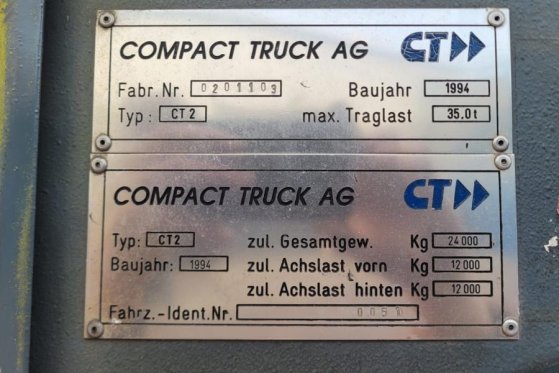 COMPACT TRUCK AG CT
Fabr. Nr. 0201103 Baujahr 1994
Typ: CT 2 max. Traglast 35.0t
COMPACT TRUCK AG CT
Typ: CT2 zul. Gesamtgew. Kg 24000
Baujahr: 1994 zul. Achslast vorn Kg 12000
zul. Achslast hinten Kg 12000
Fahrz.-Ident.Nr.